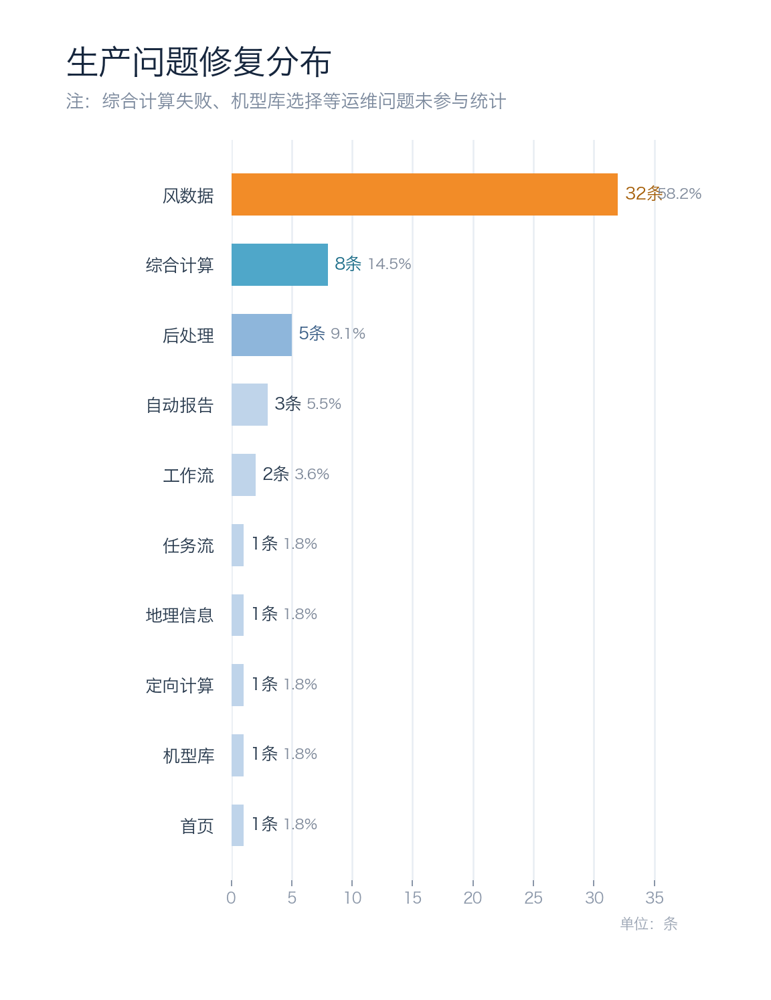 生产问题修复分布
注：综合计算失败、机型库选择等运维问题未参与统计
风数据 32条 58.2%
综合计算 8条 14.5%
后处理 5条 9.1%
自动报告 3条 5.5%
工作流 2条 3.6%
任务流 1条 1.8%
地理信息 1条 1.8%
定向计算 1条 1.8%
机型库 1条 1.8%
首页 1条 1.8%
0 5 10 15 20 25 30 35
单位：条